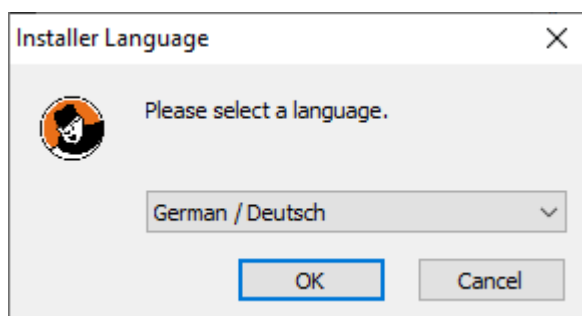 Installer Language
Please select a language.
German / Deutsch
OK Cancel